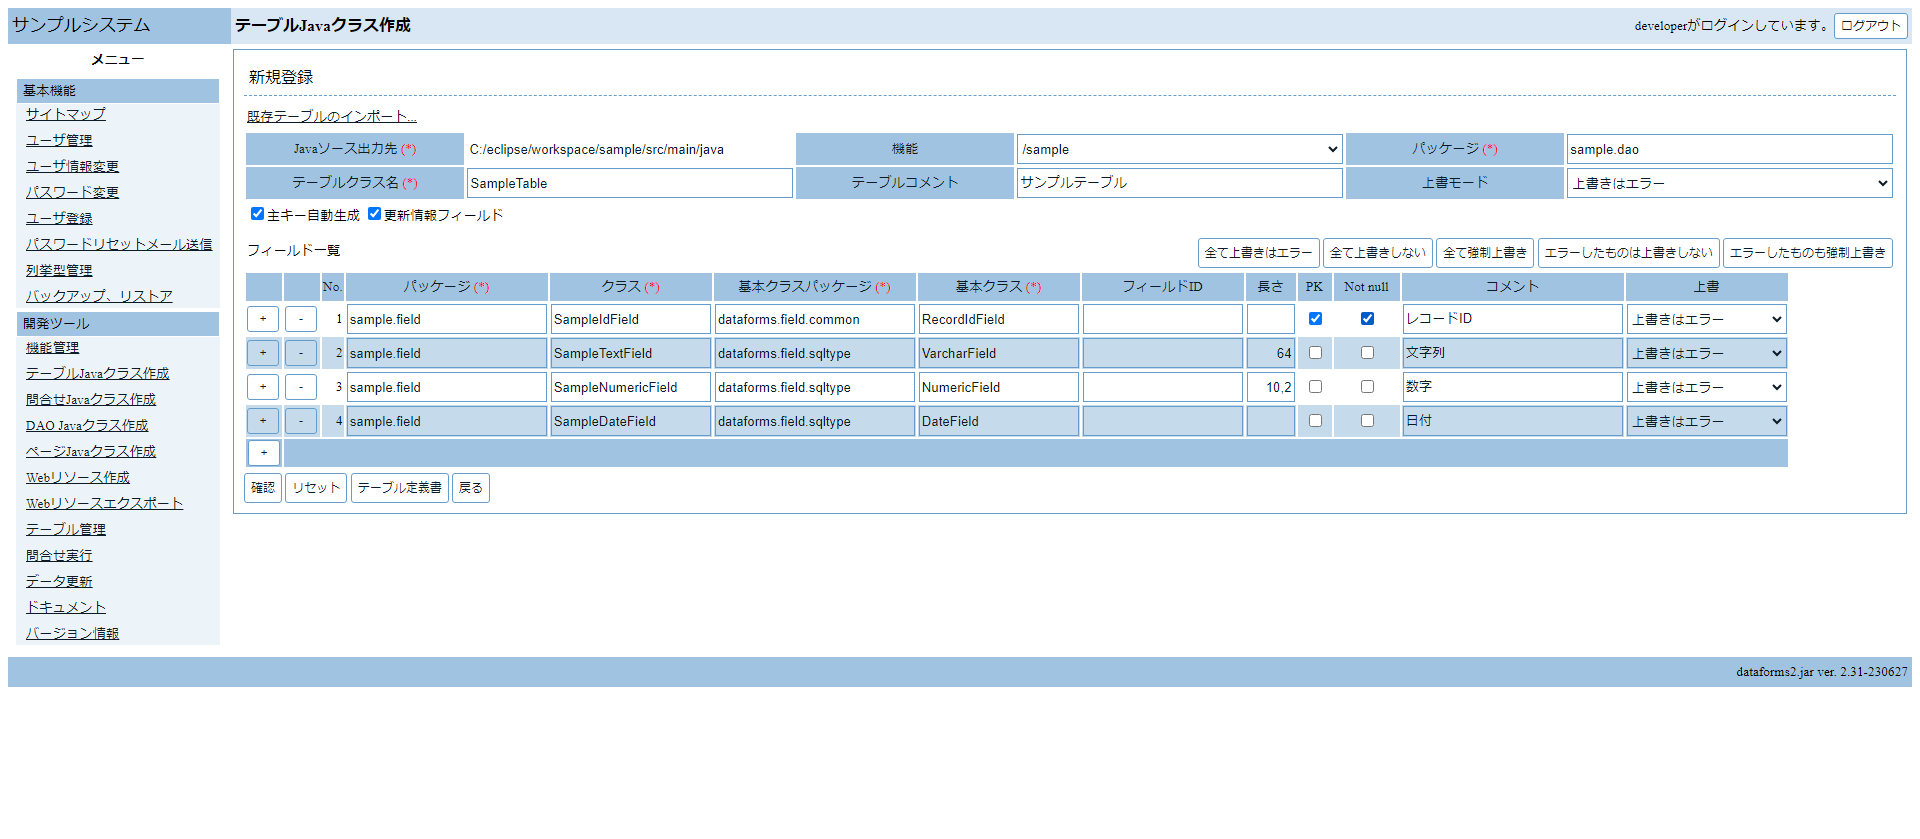 サンプルシステム テーブルJavaクラス作成 developerがログインしています。 ログアウト
メニュー
基本機能
サイトマップ
ユーザ管理
ユーザ情報変更
パスワード変更
ユーザ登録
パスワードリセットメール送信
列挙型管理
バックアップ、リストア
開発ツール
機能管理
テーブルJavaクラス作成
問合せJavaクラス作成
DAO Javaクラス作成
ページJavaクラス作成
Webリソース作成
Webリソースエクスポート
テーブル管理
問合せ実行
データ更新
ドキュメント
バージョン情報
新規登録
既存テーブルのインポート...
Javaソース出力先 (*) C:/eclipse/workspace/sample/src/main/java 機能 /sample パッケージ (*) sample.dao
テーブルクラス名 (*) SampleTable テーブルコメント サンプルテーブル 上書モード 上書きはエラー
主キー自動生成 更新情報フィールド
フィールド一覧 全て上書きはエラー 全て上書きしない 全て強制上書き エラーしたものは上書きしない エラーしたものも強制上書き
No. パッケージ (*) クラス (*) 基本クラスパッケージ (*) 基本クラス (*) フィールドID 長さ PK Not null コメント 上書
+ - 1 sample.field SampleIdField dataforms.field.common RecordIdField レコードID 上書きはエラー
+ - 2 sample.field SampleTextField dataforms.field.sqltype VarcharField 64 文字列 上書きはエラー
+ - 3 sample.field SampleNumericField dataforms.field.sqltype NumericField 10,2 数字 上書きはエラー
+ - 4 sample.field SampleDateField dataforms.field.sqltype DateField 日付 上書きはエラー
+
確認 リセット テーブル定義書 戻る
dataforms2.jar ver. 2.31-230627